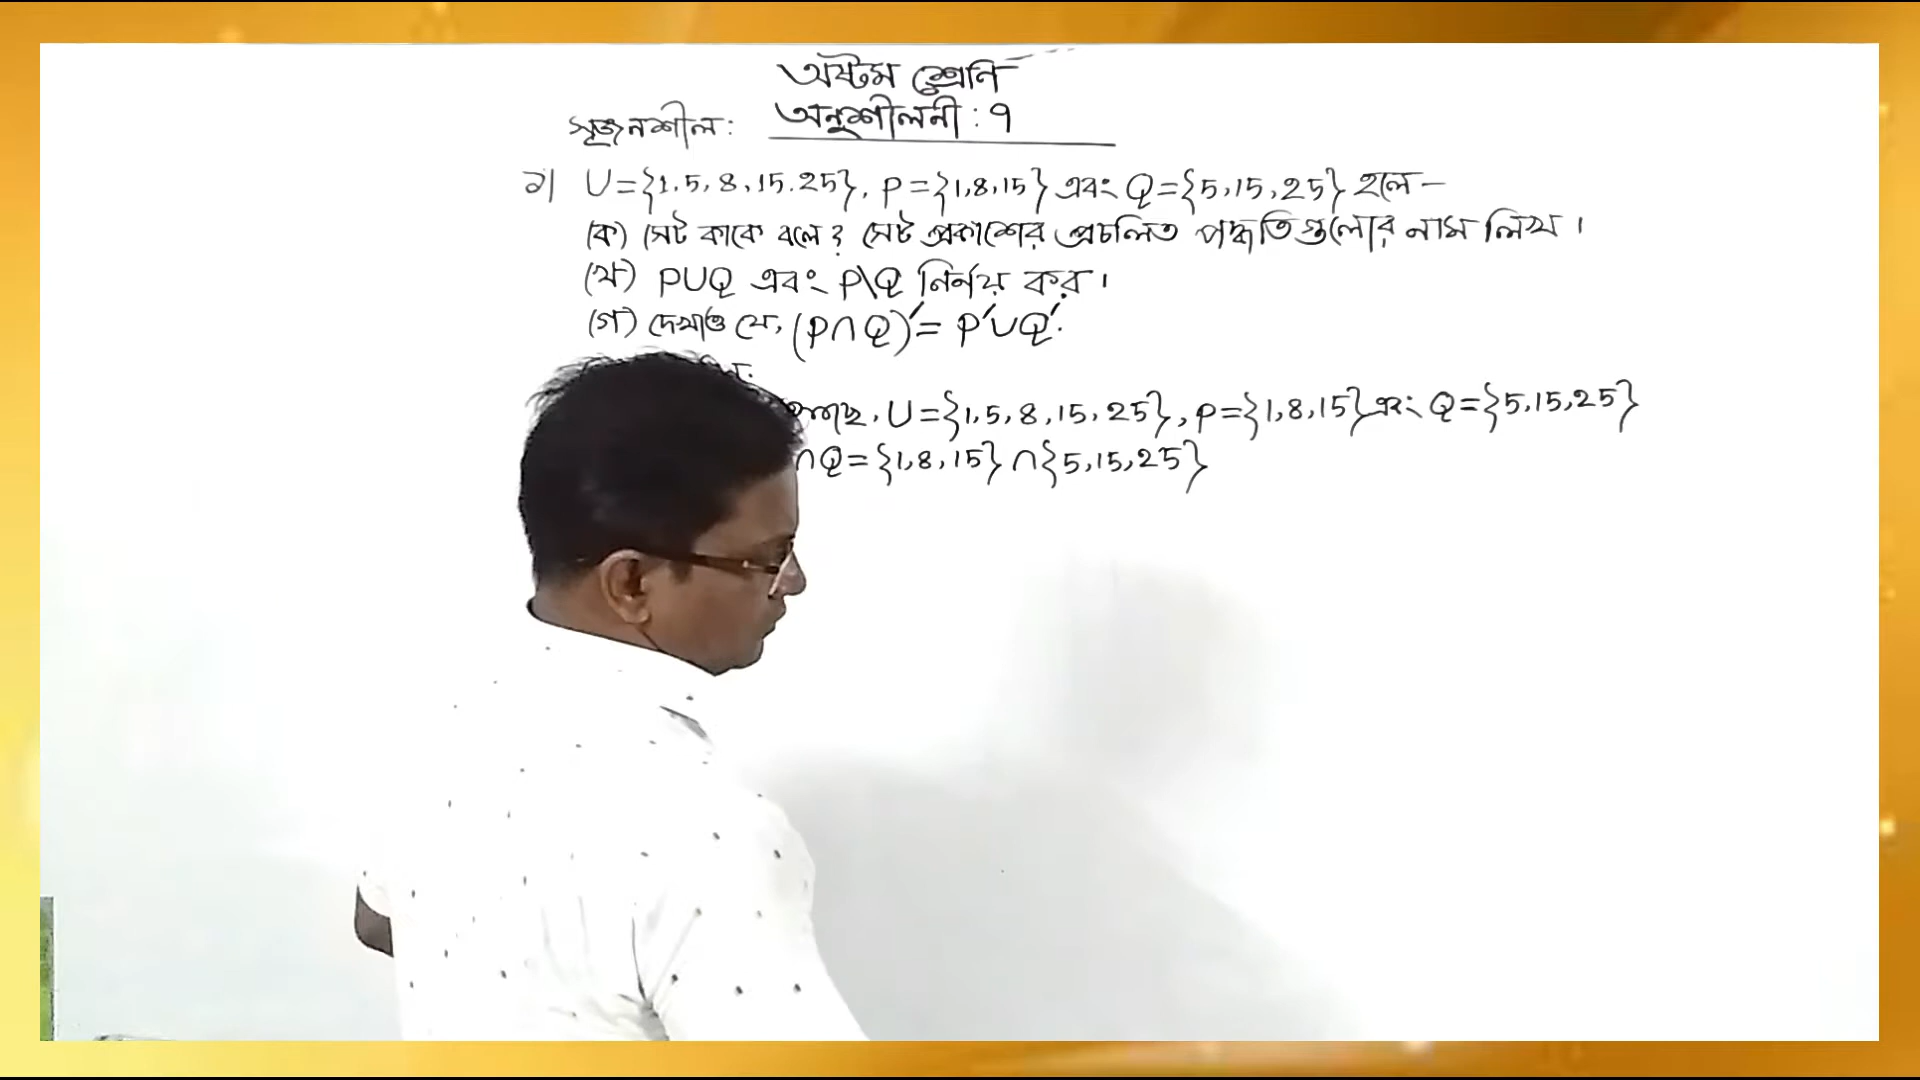 অষ্টম শ্রেণি
অনুশীলনী : ৭
সৃজনশীল:
১। U={1,5,8,15.25}, P={1,8,15} এবং Q={5,15,25} হলে-
(ক) সেট কাকে বলে? সেট প্রকাশের প্রচলিত পদ্ধতিগুলোর নাম লিখ।
(খ) P∪Q এবং P\Q নির্ণয় কর।
(গ) দেখাও যে, (P∩Q)′= P′∪Q′.
U={1,5,8,15,25}, P={1,8,15} এবং Q={5,15,25}
∩Q={1,8,15}∩{5,15,25}